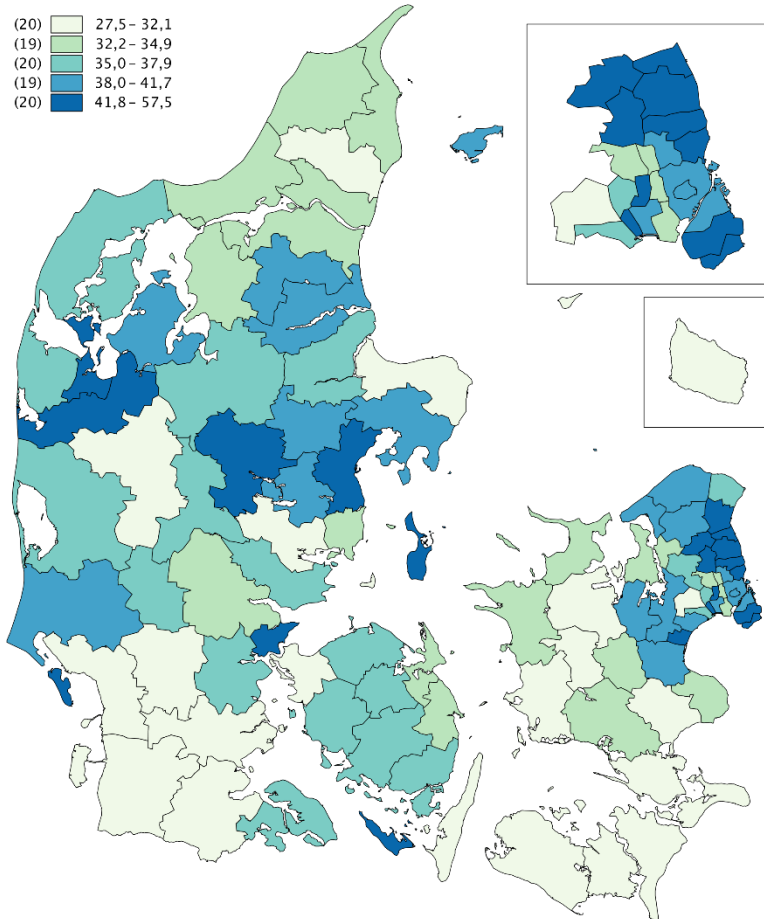 (20) 27,5– 32,1
(19) 32,2– 34,9
(20) 35,0– 37,9
(19) 38,0– 41,7
(20) 41,8– 57,5